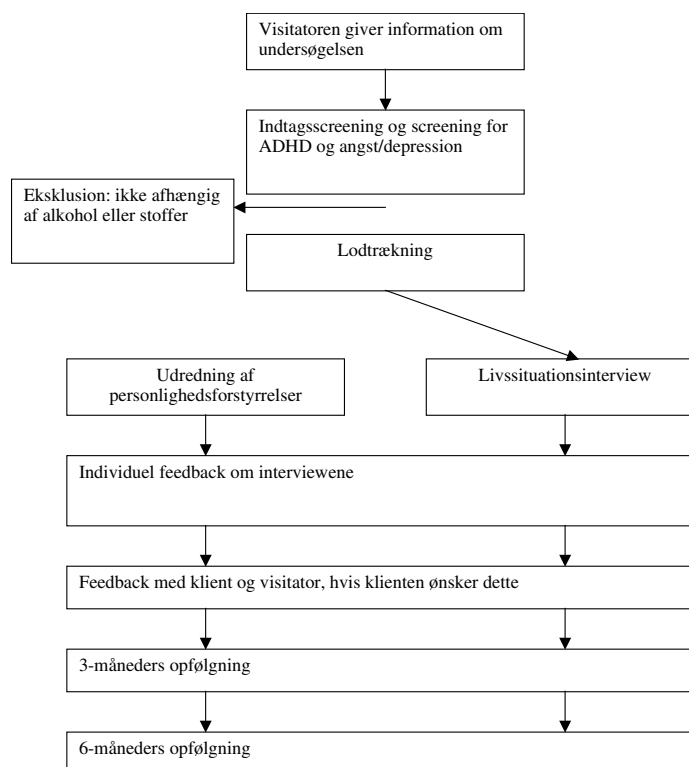 Visitatoren giver information om
undersøgelsen
Indtagsscreening og screening for
ADHD og angst/depression
Eksklusion: ikke afhængig
af alkohol eller stoffer
Lodtrækning
Udredning af
personlighedsforstyrrelser
Livssituationsinterview
Individuel feedback om interviewene
Feedback med klient og visitator, hvis klienten ønsker dette
3-måneders opfølgning
6-måneders opfølgning